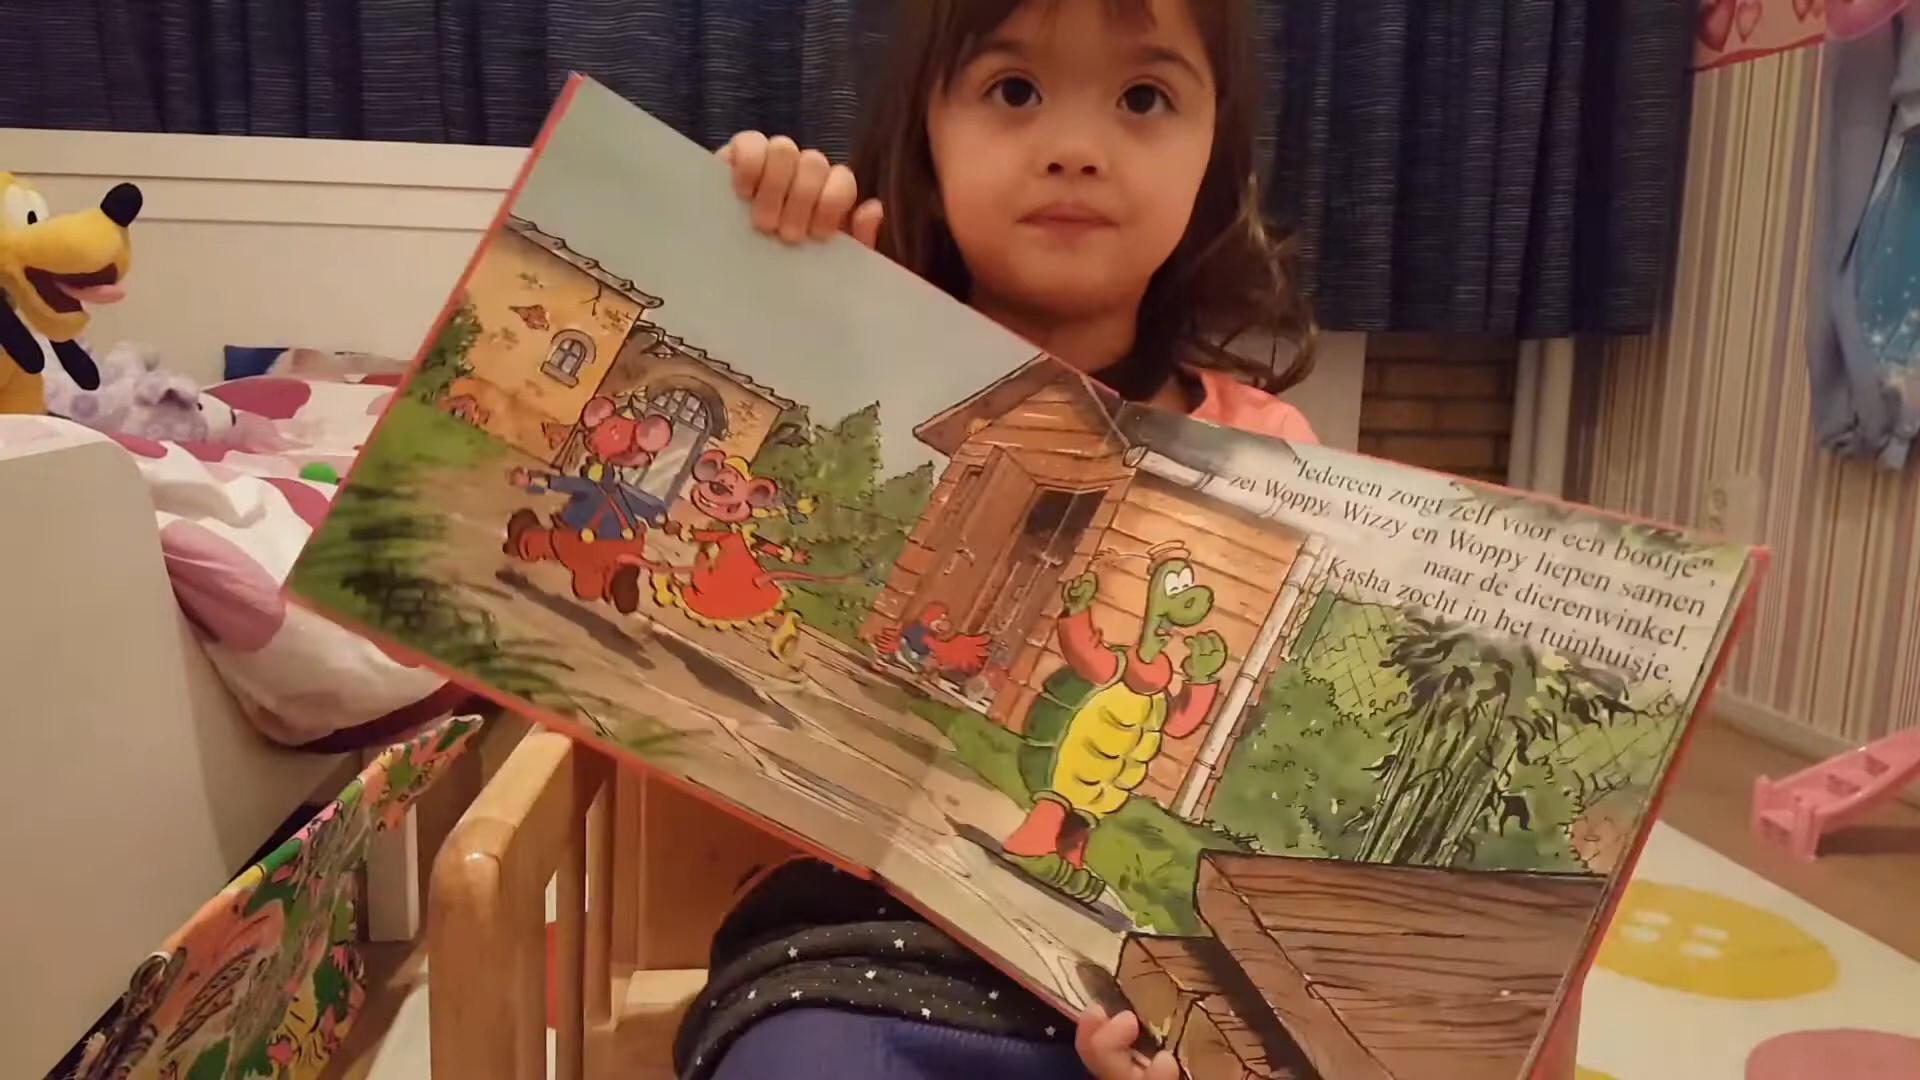 "Iedereen zorgt zelf voor een bootje",
zei Woppy. Wizzy en Woppy liepen samen
naar de dierenwinkel.
Kasha zocht in het tuinhuisje.